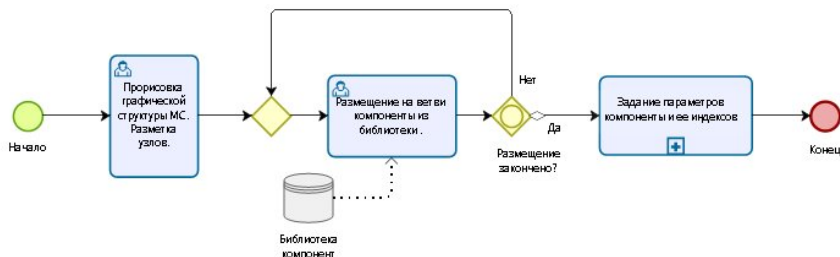 Начало
Прорисовка
графической
структуры МС.
Разметка
узлов.
Размещение на ветви
компоненты из
библиотеки .
Библиотека
компонент
Нет
Да
Размещение
закончено?
Задание параметров
компоненты и ее индексов
Конец